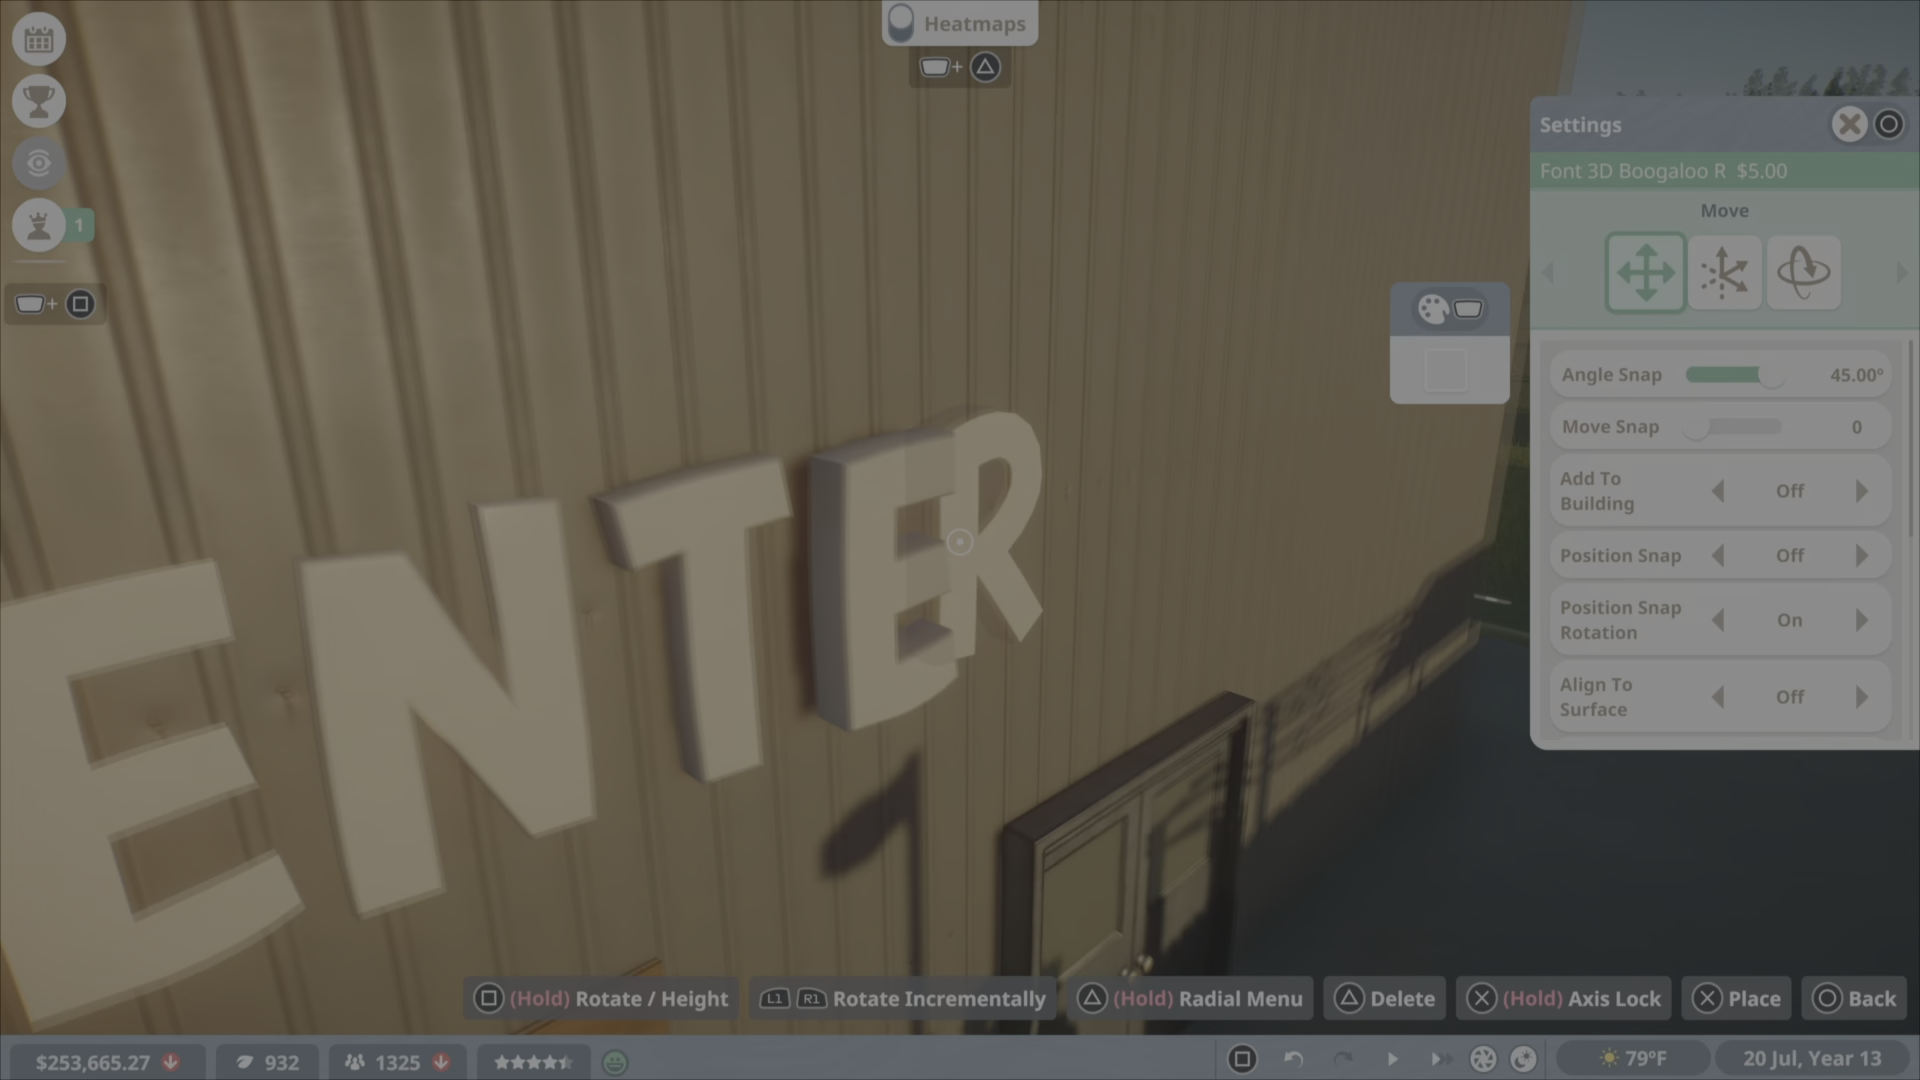 Heatmaps
+
1
+
Settings
Font 3D Boogaloo R $5.00
Move
Angle Snap 45.00º
Move Snap 0
Add To
Building
Off
Position Snap Off
Position Snap
Rotation
On
Align To
Surface
Off
ENTER
(Hold) Rotate / Height
L1 R1 Rotate Incrementally
(Hold) Radial Menu
Delete
(Hold) Axis Lock
Place
Back
$253,665.27
932
1325
79ºF
20 Jul, Year 13